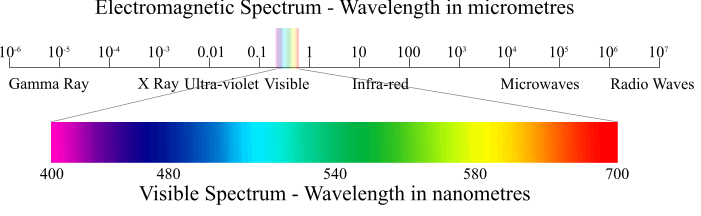 Electromagnetic Spectrum - Wavelength in micrometres
10⁻⁶ 10⁻⁵ 10⁻⁴ 10⁻³ 0.01 0.1 1 10 100 10³ 10⁴ 10⁵ 10⁶ 10⁷
Gamma Ray X Ray Ultra-violet Visible Infra-red Microwaves Radio Waves
400 480 540 580 700
Visible Spectrum - Wavelength in nanometres